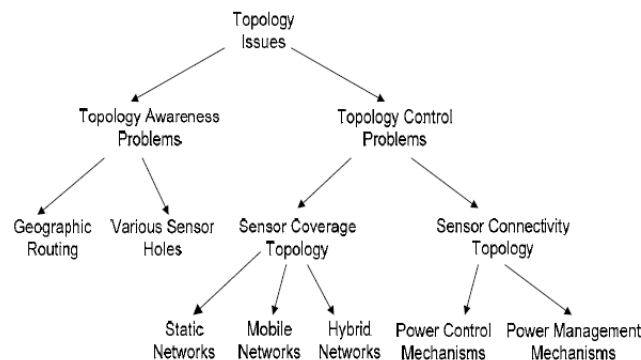 Topology
Issues
Topology Awareness
Problems
Topology Control
Problems
Geographic
Routing
Various Sensor
Holes
Sensor Coverage
Topology
Sensor Connectivity
Topology
Static
Networks
Mobile
Networks
Hybrid
Networks
Power Control
Mechanisms
Power Management
Mechanisms